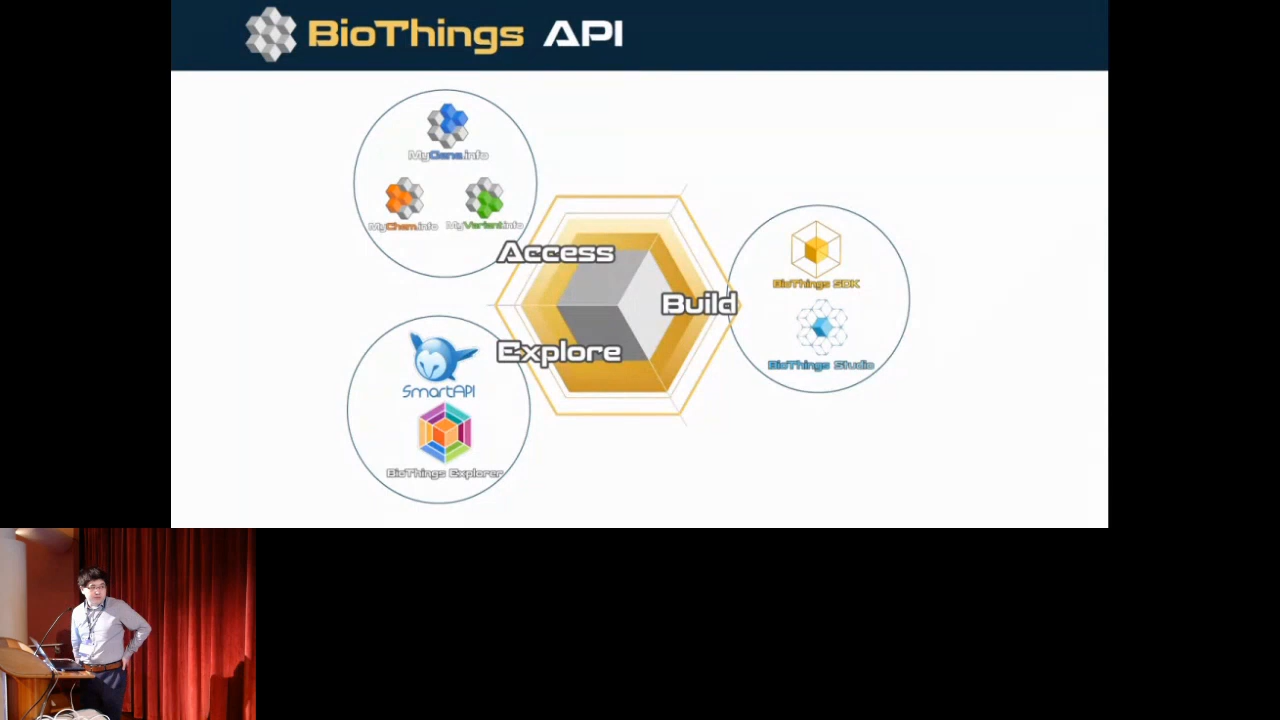 BioThings API
MyGene.info
MyChem.info
MyVariant.info
Access
Build
Explore
BioThings SDK
BioThings Studio
SmartAPI
BioThings Explorer